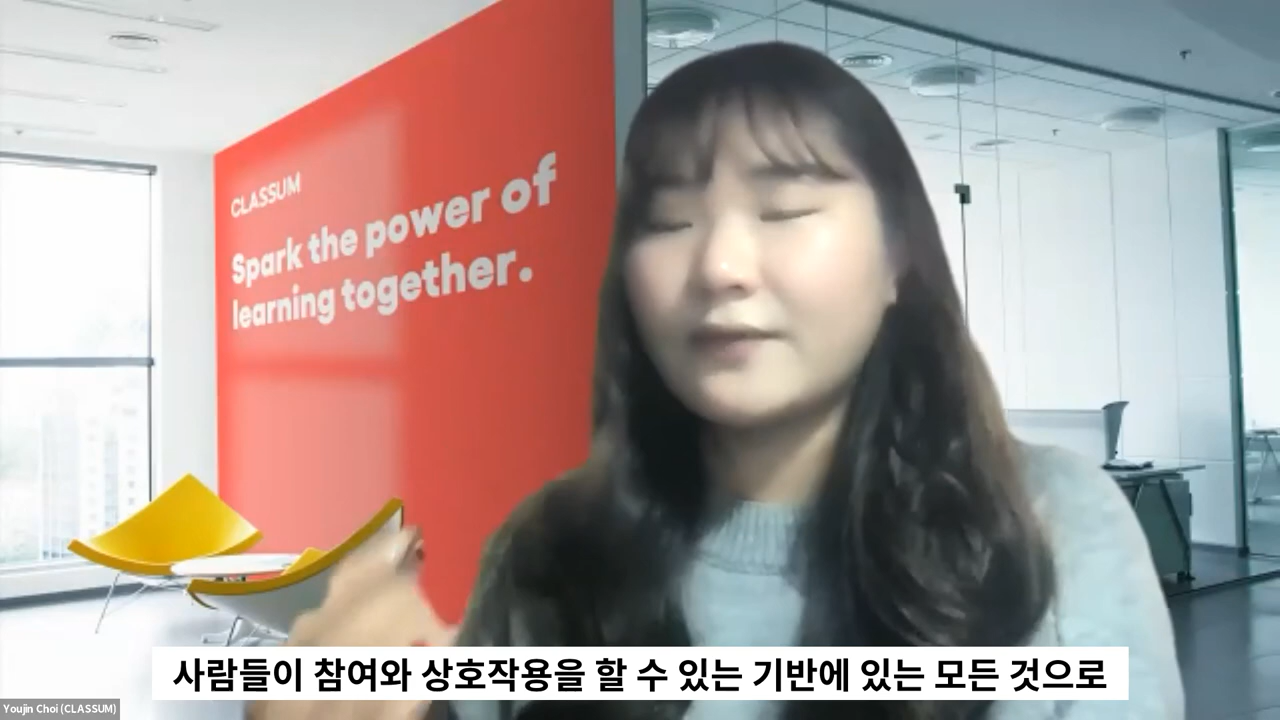 CLASSUM
Spark the power of
learning together.
사람들이 참여와 상호작용을 할 수 있는 기반에 있는 모든 것으로
Youjin Choi (CLASSUM)